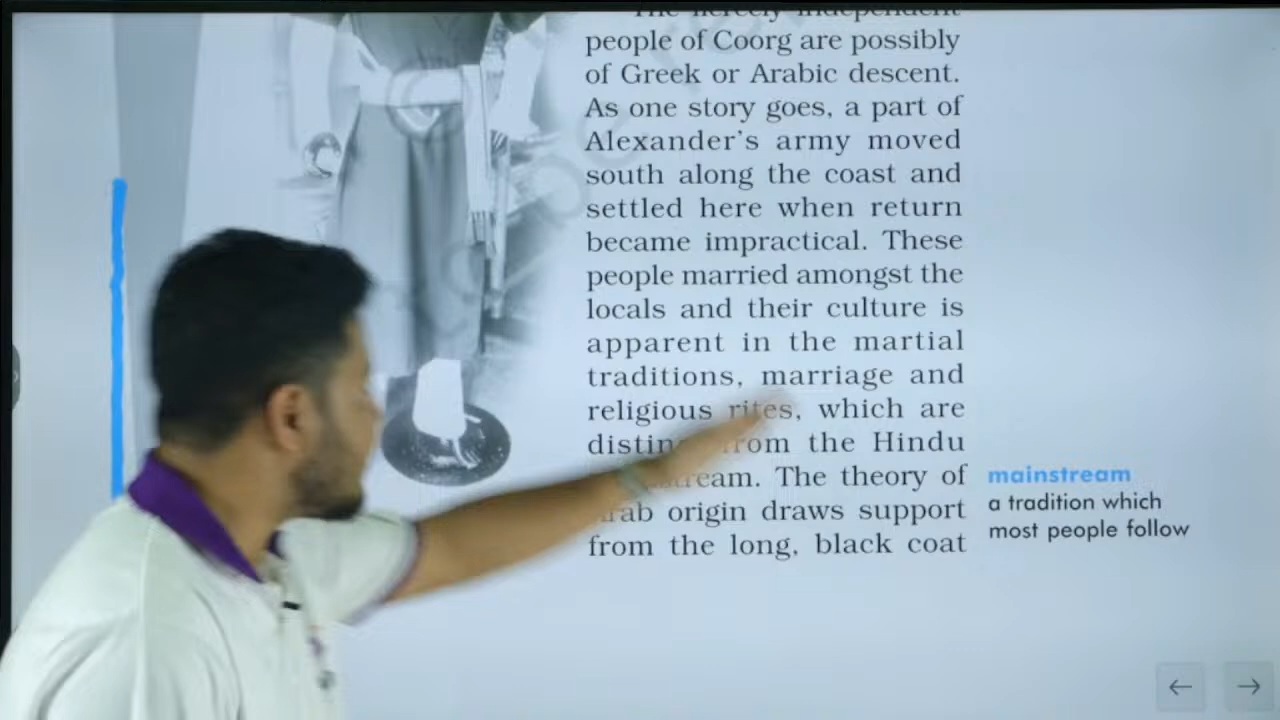 The fiercely independent
people of Coorg are possibly
of Greek or Arabic descent.
As one story goes, a part of
Alexander's army moved
south along the coast and
settled here when return
became impractical. These
people married amongst the
locals and their culture is
apparent in the martial
traditions, marriage and
religious rites, which are
from the Hindu
The theory of
origin draws support
from the long, black coat
mainstream
a tradition which
most people follow